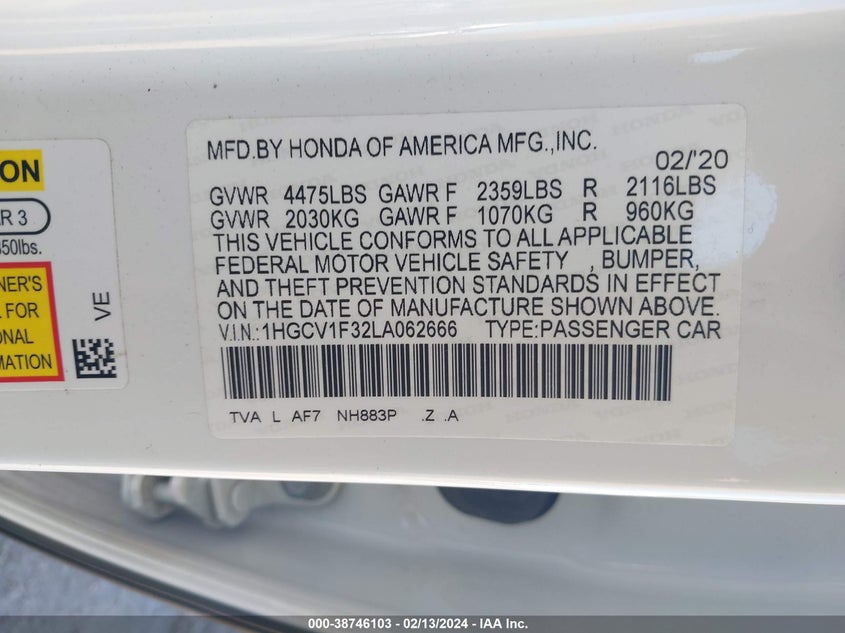 ON
R 3
850lbs.
NER'S
L FOR
ONAL
MATION
VE
MFD.BY HONDA OF AMERICA MFG.,INC.
02/'20
GVWR 4475LBS GAWR F 2359LBS R 2116LBS
GVWR 2030KG GAWR F 1070KG R 960KG
THIS VEHICLE CONFORMS TO ALL APPLICABLE
FEDERAL MOTOR VEHICLE SAFETY , BUMPER,
AND THEFT PREVENTION STANDARDS IN EFFECT
ON THE DATE OF MANUFACTURE SHOWN ABOVE.
V.I.N.:1HGCV1F32LA062666 TYPE:PASSENGER CAR
TVA L AF7 NH883P .Z .A
000-38746103 - 02/13/2024 - IAA Inc.